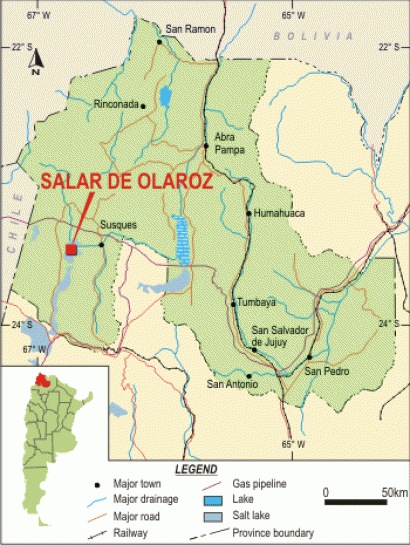 67° W
65° W
San Ramon
BOLIVIA
22° S
22° S
N
Rinconada
Abra
Pampa
SALAR DE OLAROZ
Humahuaca
CHILE
Susques
Tumbaya
24° S
24° S
San Salvador
de Jujuy
67° W
San Pedro
San Antonio
65° W
LEGEND
Major town
Gas pipeline
Major drainage
Lake
0 50km
Major road
Salt lake
Railway
Province boundary